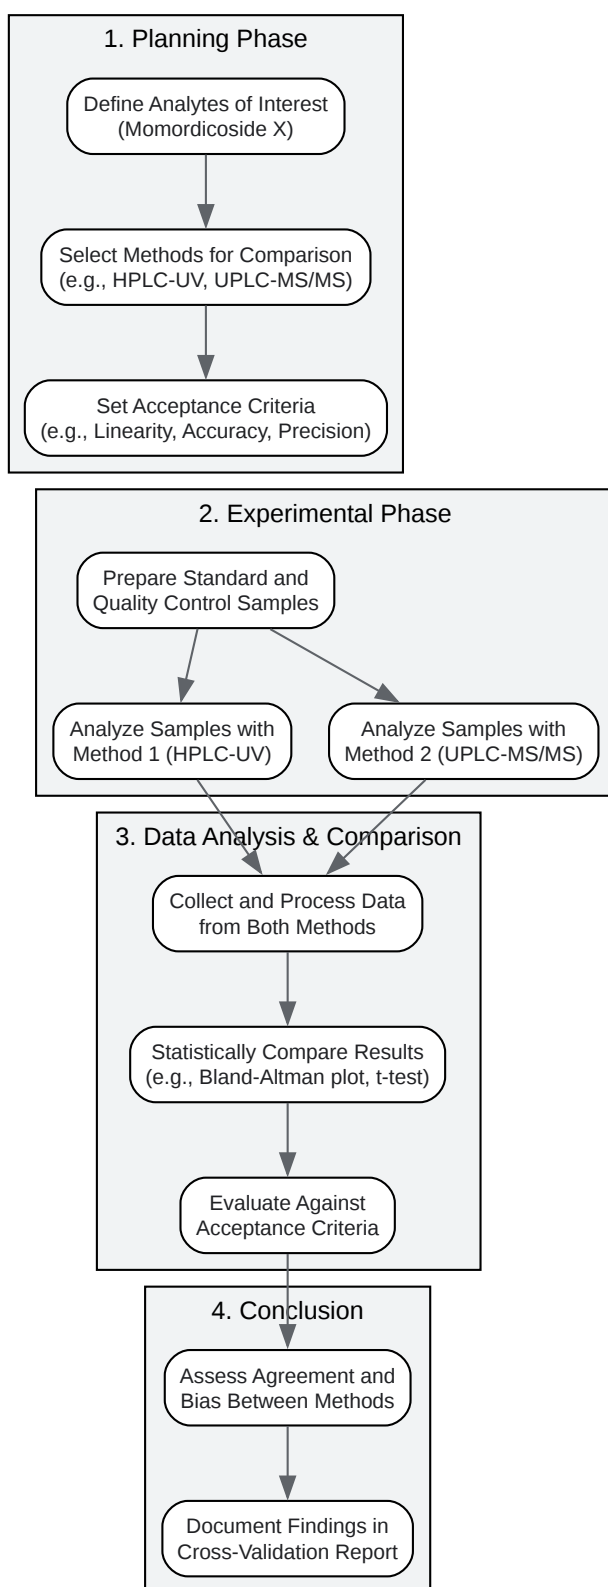 1. Planning Phase
Define Analytes of Interest
(Momordicoside X)
Select Methods for Comparison
(e.g., HPLC-UV, UPLC-MS/MS)
Set Acceptance Criteria
(e.g., Linearity, Accuracy, Precision)
2. Experimental Phase
Prepare Standard and
Quality Control Samples
Analyze Samples with
Method 1 (HPLC-UV)
Analyze Samples with
Method 2 (UPLC-MS/MS)
3. Data Analysis & Comparison
Collect and Process Data
from Both Methods
Statistically Compare Results
(e.g., Bland-Altman plot, t-test)
Evaluate Against
Acceptance Criteria
4. Conclusion
Assess Agreement and
Bias Between Methods
Document Findings in
Cross-Validation Report